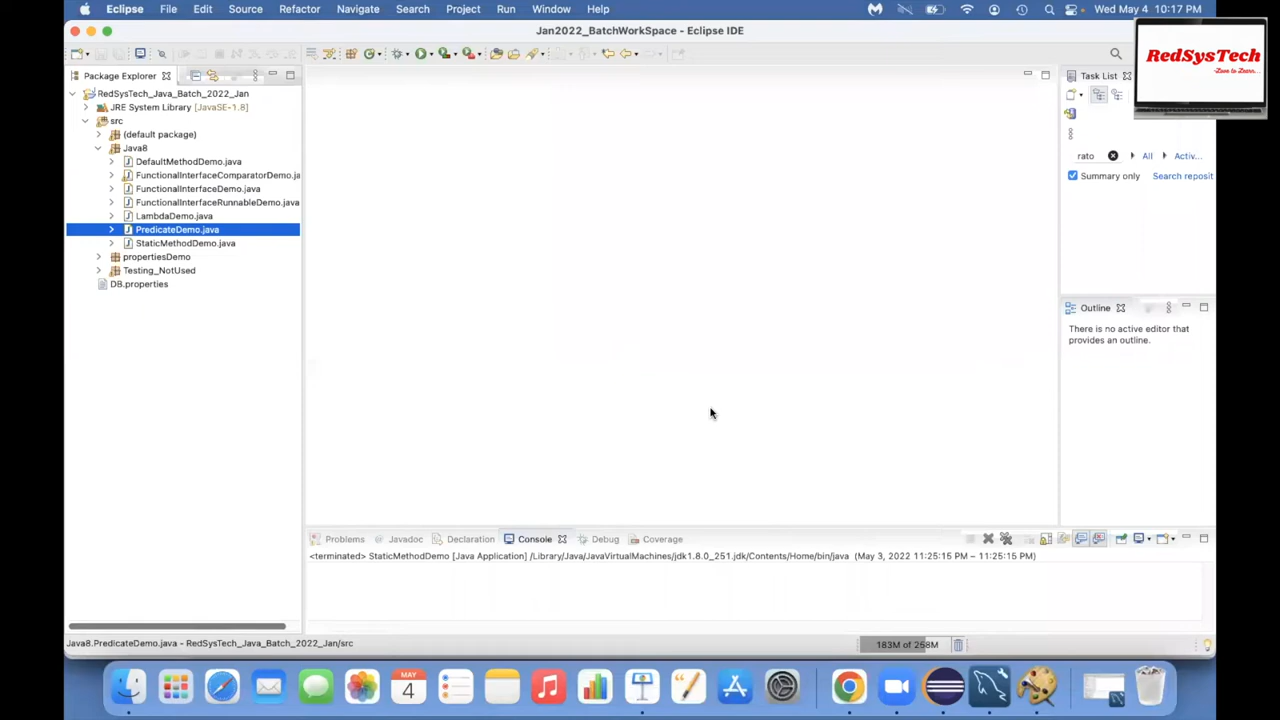 Eclipse File Edit Source Refactor Navigate Search Project Run Window Help
Wed May 4 10:17 PM
Jan2022_BatchWorkSpace - Eclipse IDE
RedSysTech
-Love to Learn...
Package Explorer
RedSysTech_Java_Batch_2022_Jan
JRE System Library [JavaSE-1.8]
src
(default package)
Java8
DefaultMethodDemo.java
FunctionalInterfaceComparatorDemo.ja
FunctionalInterfaceDemo.java
FunctionalInterfaceRunnableDemo.java
LambdaDemo.java
PredicateDemo.java
StaticMethodDemo.java
propertiesDemo
Testing_NotUsed
DB.properties
Task List
rato All Activ...
Summary only Search reposit
Outline
There is no active editor that
provides an outline.
Problems Javadoc Declaration Console Debug Coverage
<terminated> StaticMethodDemo [Java Application] /Library/Java/JavaVirtualMachines/jdk1.8.0_251.jdk/Contents/Home/bin/java (May 3, 2022 11:25:15 PM – 11:25:15 PM)
Java8.PredicateDemo.java - RedSysTech_Java_Batch_2022_Jan/src
183M of 258M
MAY
4